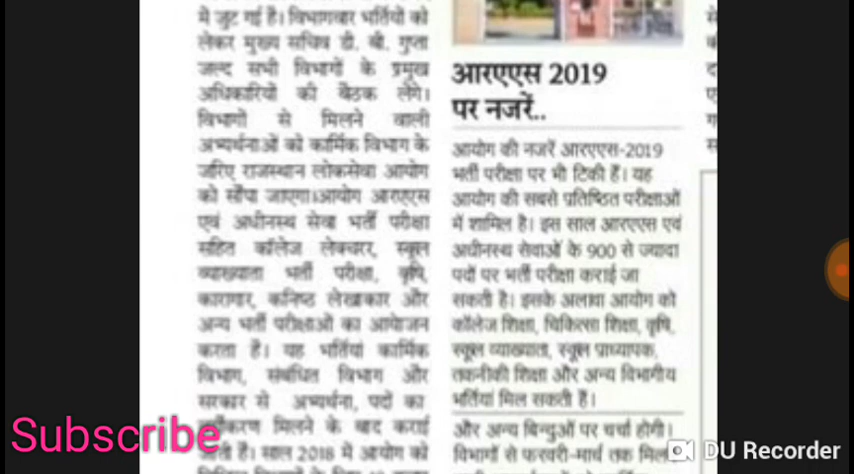 में जुट गई है। विभागवार भर्तियों को
लेकर मुख्य सचिव डी. बी. गुप्ता
जल्द सभी विभागों के प्रमुख
अधिकारियों की बैठक लेंगे।
विभागों से मिलने वाली
अभ्यर्थनाओं को कार्मिक विभाग के
जरिए राजस्थान लोकसेवा आयोग
को सौंपा जाएगा।आयोग आरएएस
एवं अधीनस्थ सेवा भर्ती परीक्षा
सहित कॉलेज लेक्चरर, स्कूल
व्याख्याता भर्ती परीक्षा, कृषि,
कारागार, कनिष्ठ लेखाकार और
अन्य भर्ती परीक्षाओं का आयोजन
करता है। यह भर्तियां कार्मिक
विभाग, संबंधित विभाग और
सरकार से अभ्यर्थना, पदों का
वर्गीकरण मिलने के बाद कराई
है। साल 2018 में आयोग को
आरएएस 2019
पर नजरें..
आयोग की नजरें आरएएस-2019
भर्ती परीक्षा पर भी टिकी हैं। यह
आयोग की सबसे प्रतिष्ठित परीक्षाओं
में शामिल है। इस साल आरएएस एवं
अधीनस्थ सेवाओं के 900 से ज्यादा
पदों पर भर्ती परीक्षा कराई जा
सकती है। इसके अलावा आयोग को
कॉलेज शिक्षा, चिकित्सा शिक्षा, कृषि,
स्कूल व्याख्याता, स्कूल प्राध्यापक,
तकनीकी शिक्षा और अन्य विभागीय
भर्तियां मिल सकती हैं।
और अन्य बिन्दुओं पर चर्चा होगी।
विभागों से फरवरी-मार्च तक
Subscribe
DU Recorder